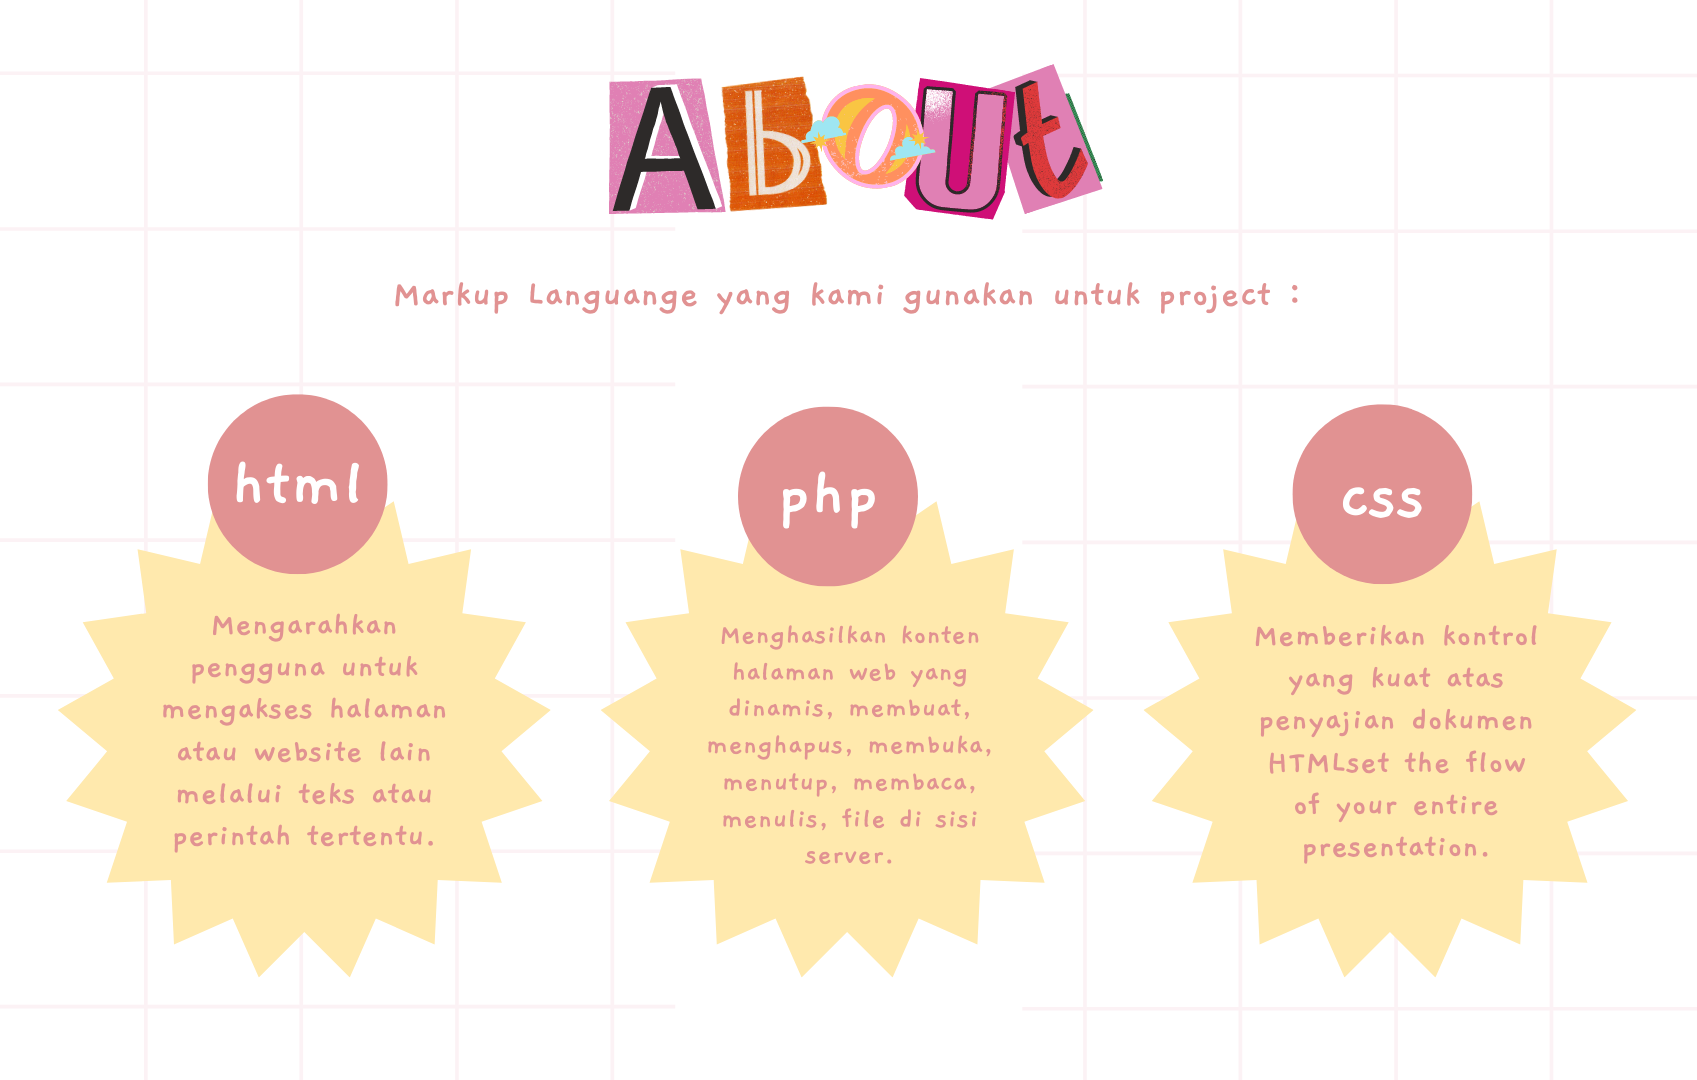 About
Markup Languange yang kami gunakan untuk project :
html
Mengarahkan
pengguna untuk
mengakses halaman
atau website lain
melalui teks atau
perintah tertentu.
php
Menghasilkan konten
halaman web yang
dinamis, membuat,
menghapus, membuka,
menutup, membaca,
menulis, file di sisi
server.
css
Memberikan kontrol
yang kuat atas
penyajian dokumen
HTMLset the flow
of your entire
presentation.